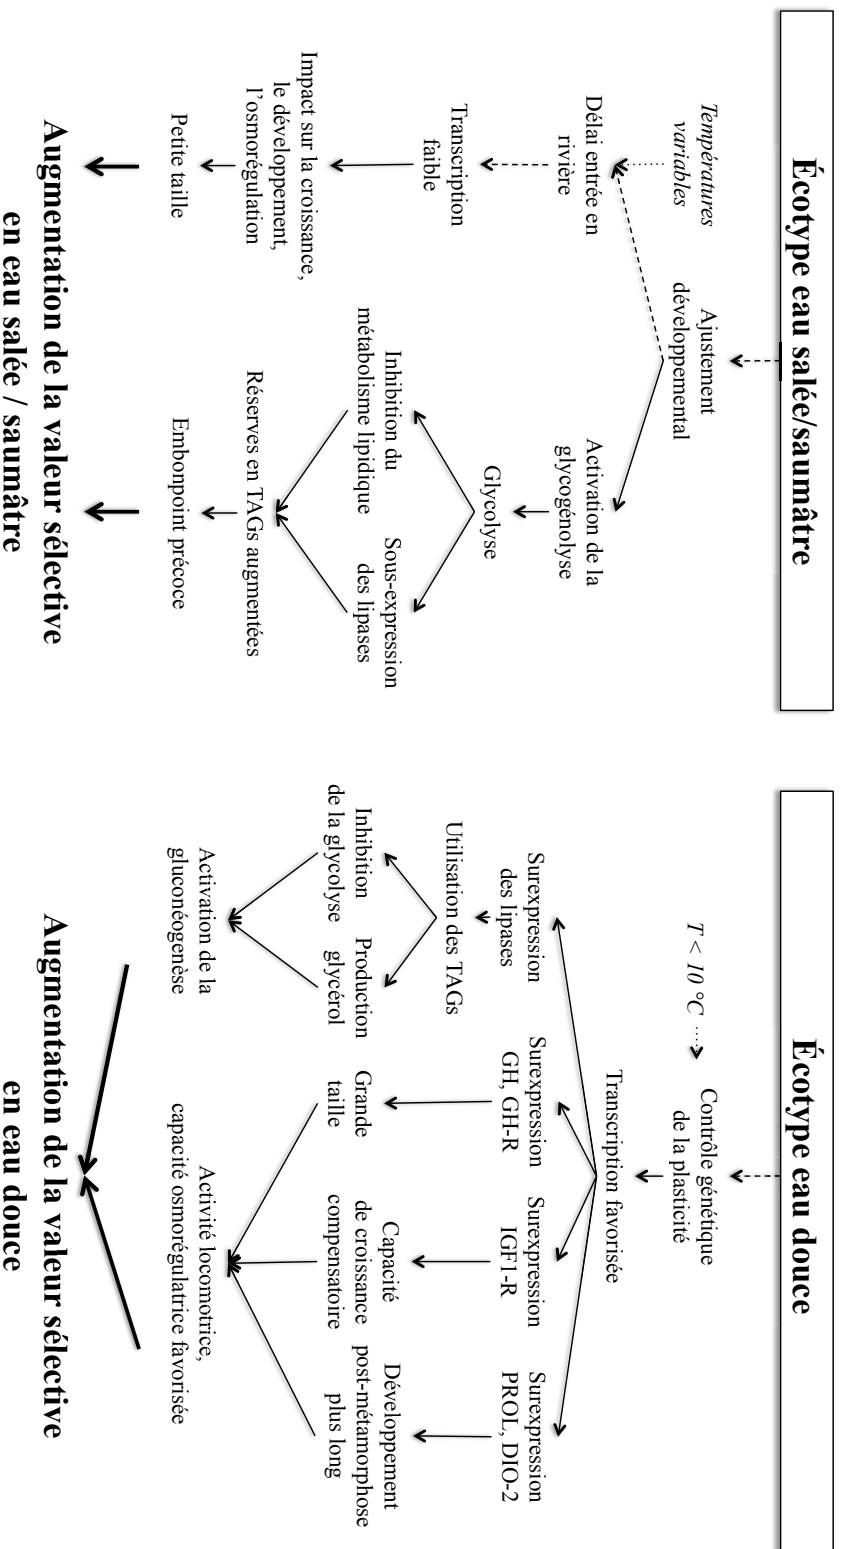 Écotype eau salée/saumâtre
Températures
variables
Ajustement
développemental
Délai entrée en
rivière
Activation de la
glycogénolyse
Transcription
faible
Glycolyse
Impact sur la croissance,
le développement,
l'osmorégulation
Inhibition du
métabolisme lipidique
Sous-expression
des lipases
Réserves en TAGs augmentées
Petite taille
Embonpoint précoce
Augmentation de la valeur sélective
en eau salée / saumâtre
Écotype eau douce
T < 10 °C
Contrôle génétique
de la plasticité
Transcription favorisée
Surexpression
des lipases
Surexpression
GH, GH-R
Surexpression
IGF1-R
Surexpression
PROL, DIO-2
Utilisation des TAGs
Inhibition
de la glycolyse
Production
glycérol
Grande
taille
Capacité
de croissance
compensatoire
Développement
post-métamorphose
plus long
Activation de la
gluconéogenèse
Activité locomotrice,
capacité osmorégulatrice favorisée
Augmentation de la valeur sélective
en eau douce